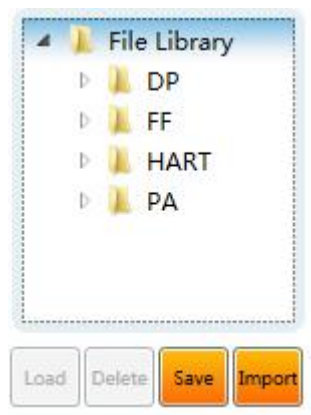 File Library
DP
FF
HART
PA
Load Delete Save Import